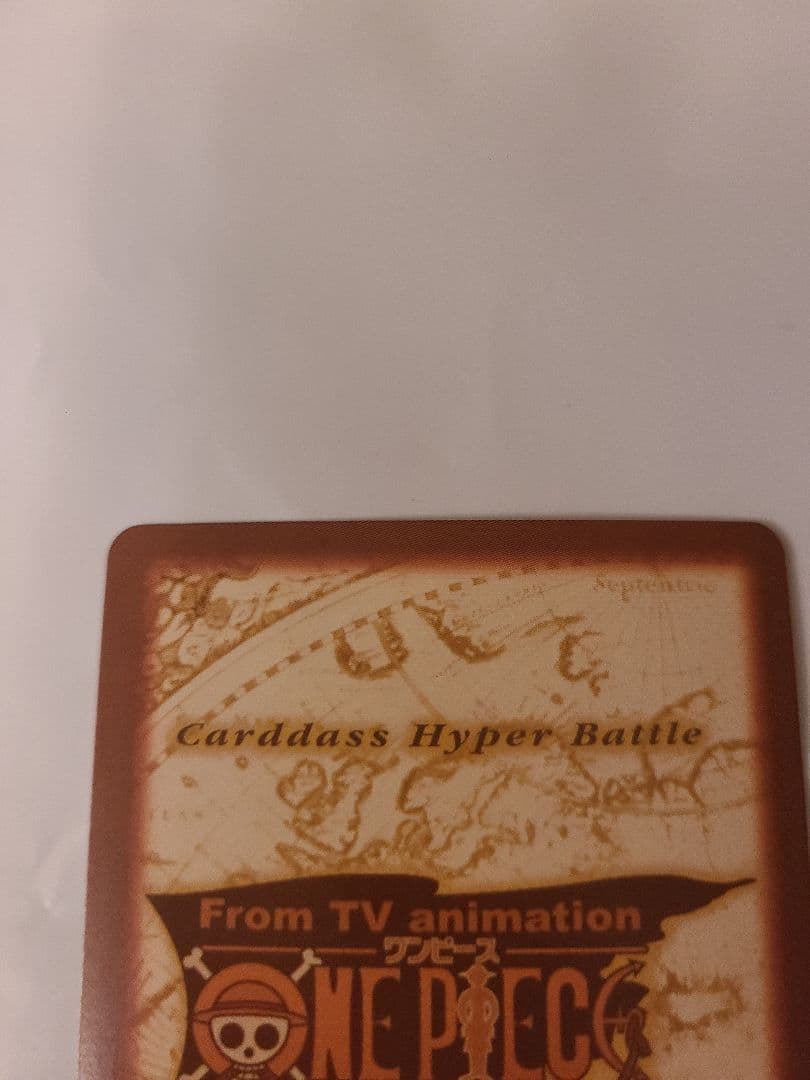 Septentrio
Carddass Hyper Battle
From TV animation
ワンピース
ONE PIECE